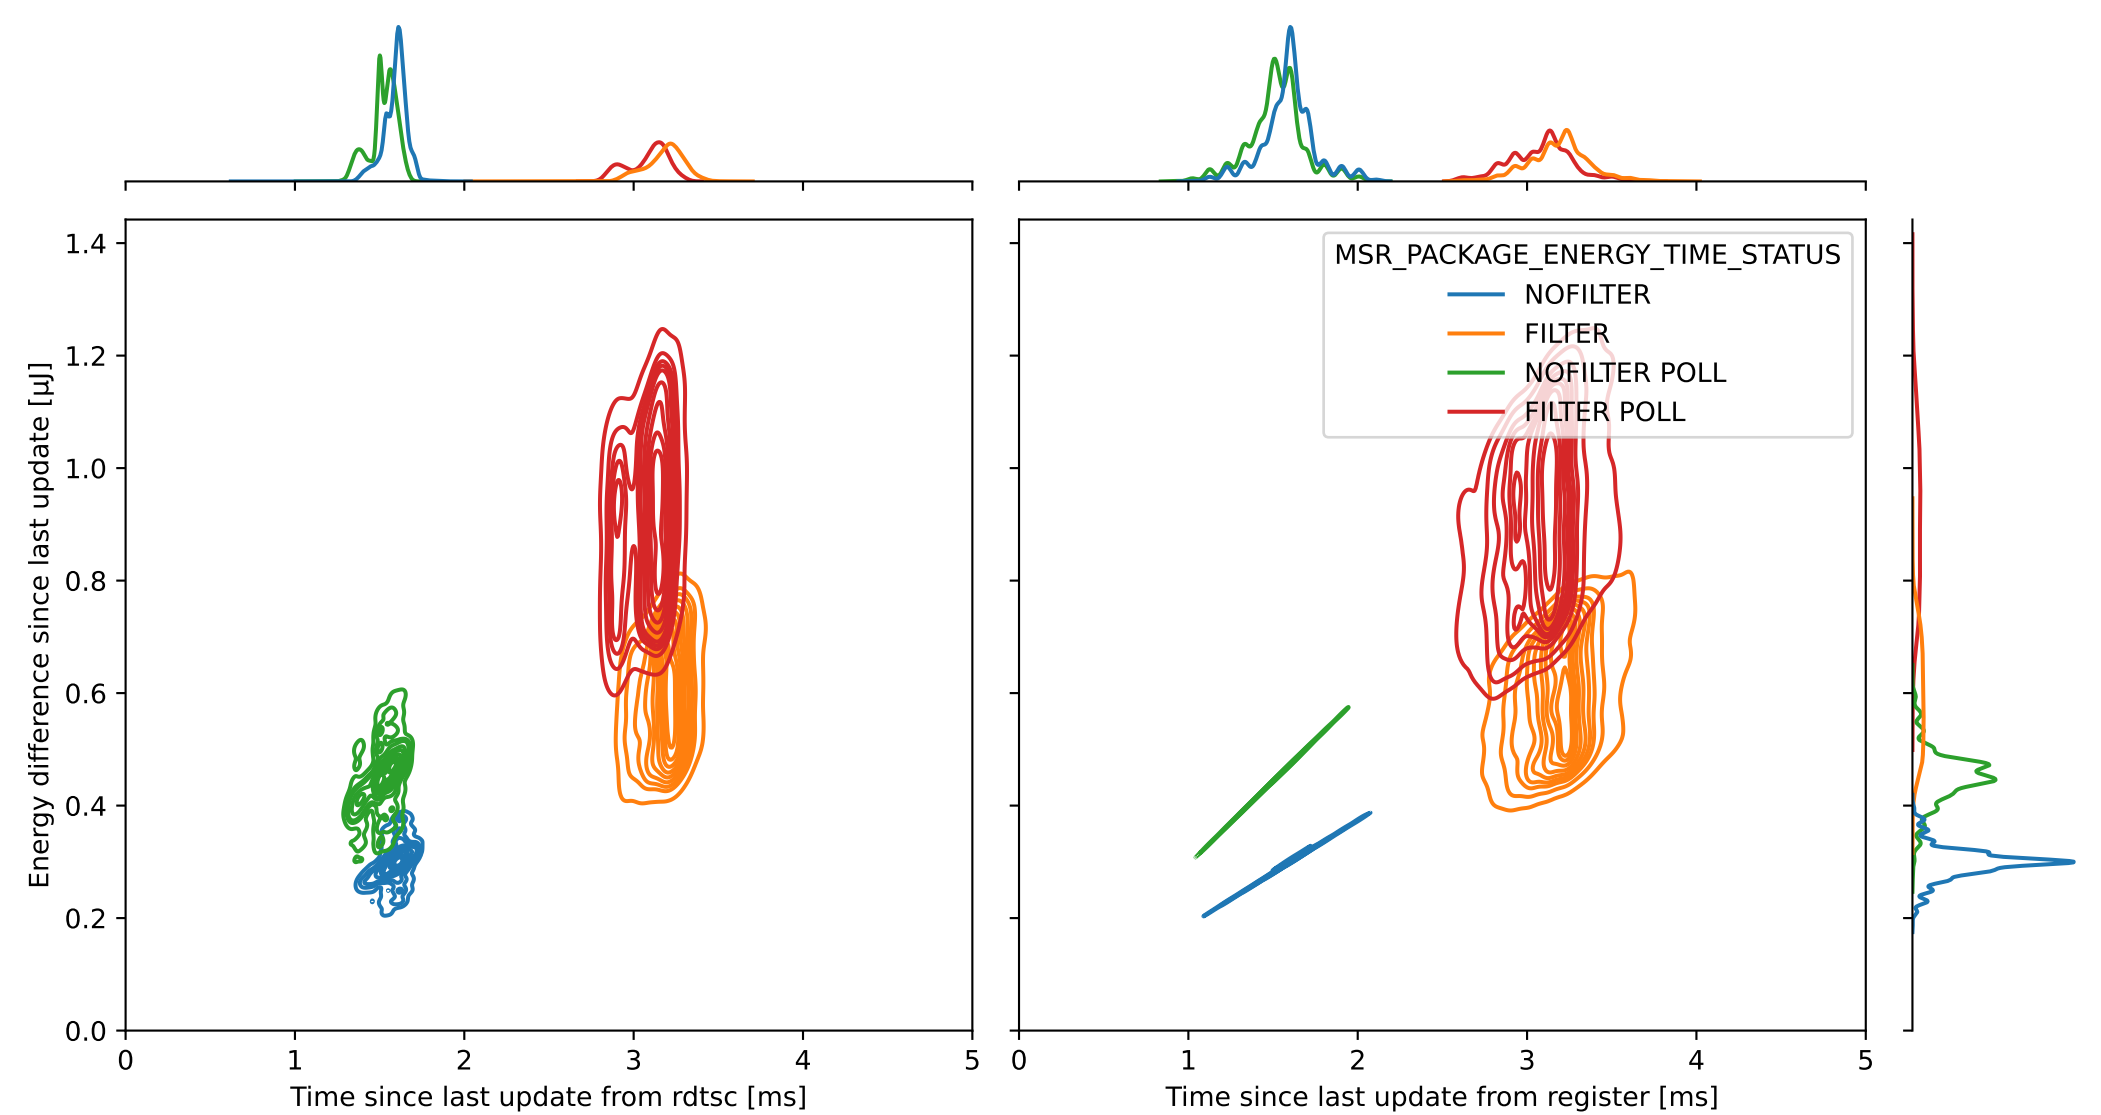 MSR_PACKAGE_ENERGY_TIME_STATUS
NOFILTER
FILTER
NOFILTER POLL
FILTER POLL
Energy difference since last update [µJ]
1.4
1.2
1.0
0.8
0.6
0.4
0.2
0.0
0 1 2 3 4 5
0 1 2 3 4 5
Time since last update from rdtsc [ms]
Time since last update from register [ms]